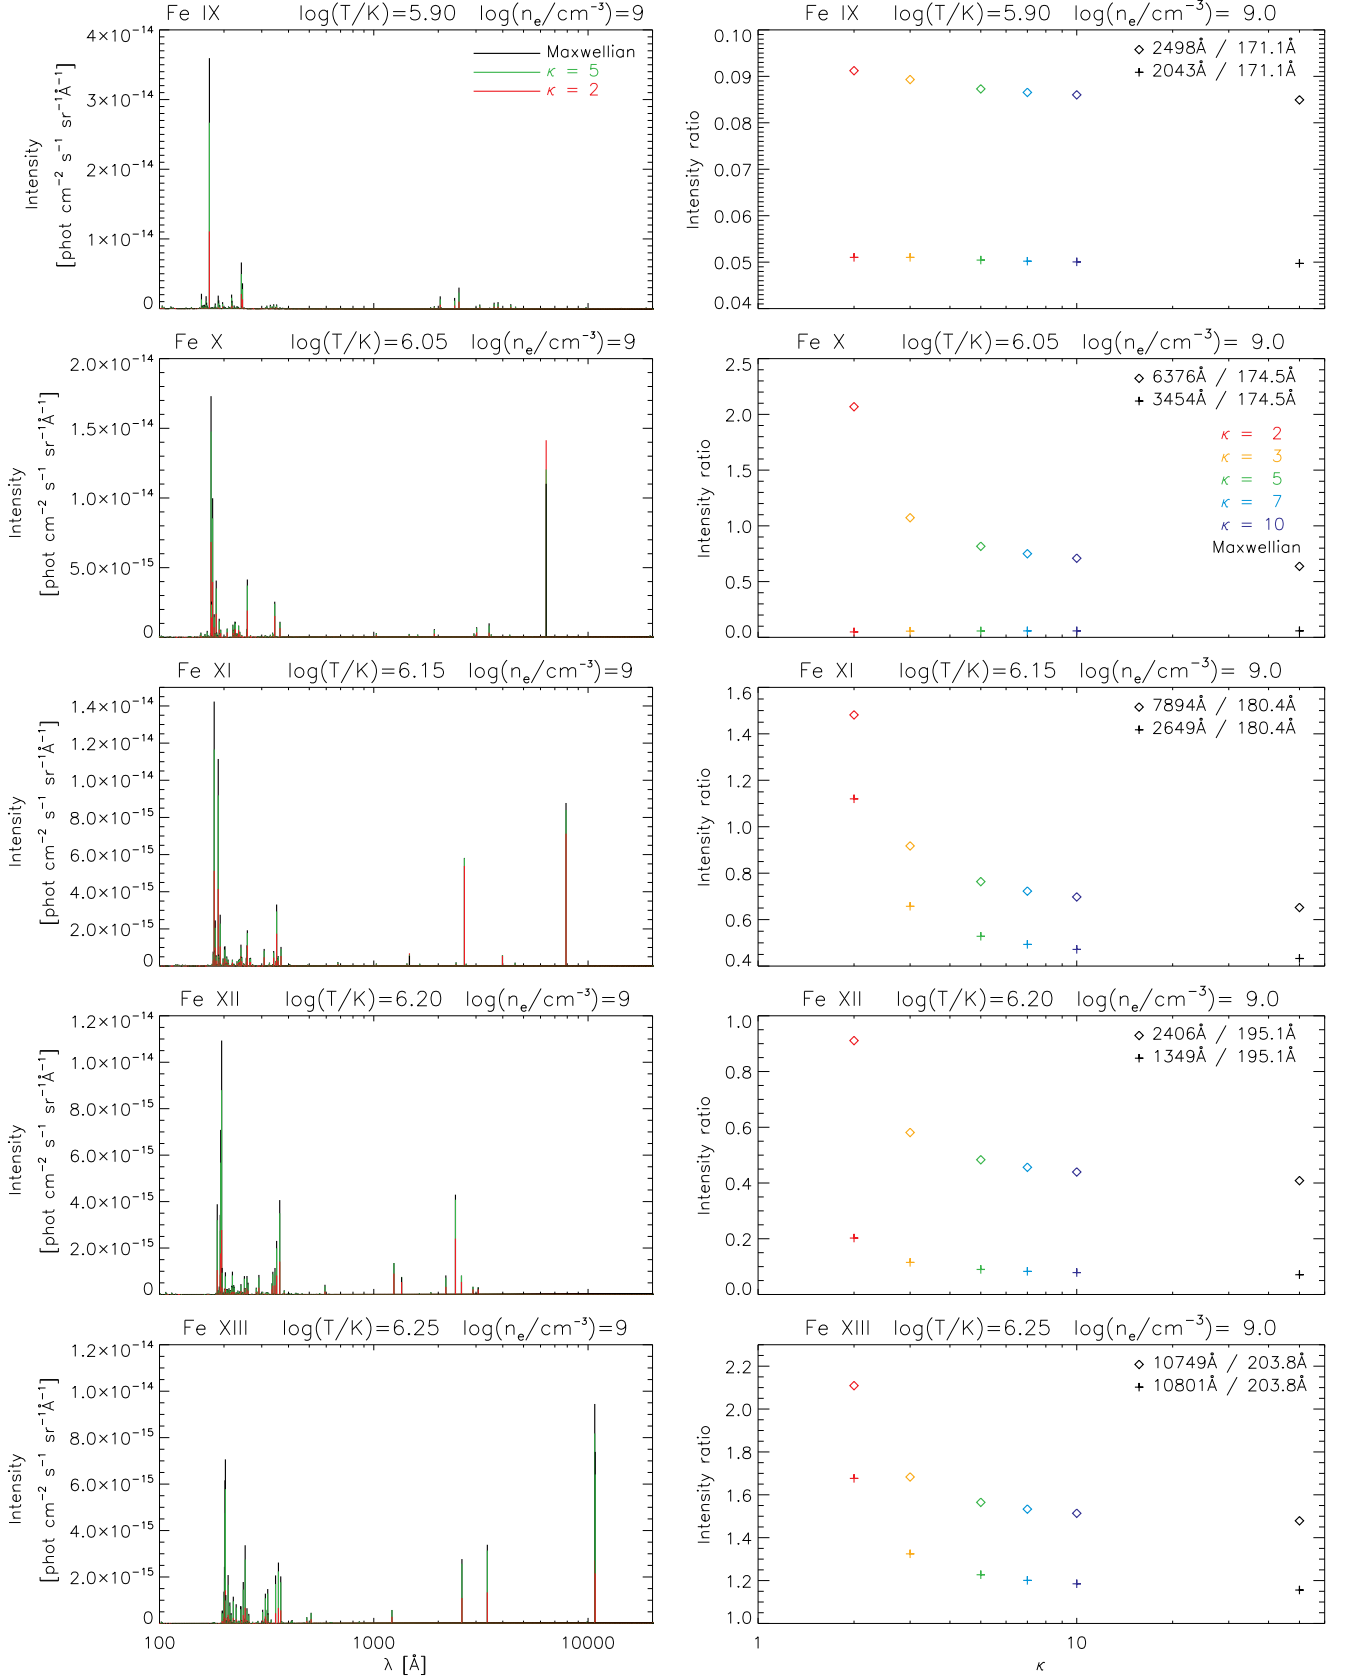 Fe IX log(T/K)=5.90 log(nₑ/cm⁻³)=9
Intensity
[phot cm⁻² s⁻¹ sr⁻¹Å⁻¹]
4×10⁻¹⁴
3×10⁻¹⁴
2×10⁻¹⁴
1×10⁻¹⁴
0
Maxwellian
κ = 5
κ = 2
Fe IX log(T/K)=5.90 log(nₑ/cm⁻³)= 9.0
Intensity ratio
0.10
0.09
0.08
0.07
0.06
0.05
0.04
2498Å / 171.1Å
2043Å / 171.1Å
Fe X log(T/K)=6.05 log(nₑ/cm⁻³)=9
Intensity
[phot cm⁻² s⁻¹ sr⁻¹Å⁻¹]
2.0×10⁻¹⁴
1.5×10⁻¹⁴
1.0×10⁻¹⁴
5.0×10⁻¹⁵
0
Fe X log(T/K)=6.05 log(nₑ/cm⁻³)= 9.0
Intensity ratio
2.5
2.0
1.5
1.0
0.5
0.0
6376Å / 174.5Å
3454Å / 174.5Å
κ = 2
κ = 3
κ = 5
κ = 7
κ = 10
Maxwellian
Fe XI log(T/K)=6.15 log(nₑ/cm⁻³)=9
Intensity
[phot cm⁻² s⁻¹ sr⁻¹Å⁻¹]
1.4×10⁻¹⁴
1.2×10⁻¹⁴
1.0×10⁻¹⁴
8.0×10⁻¹⁵
6.0×10⁻¹⁵
4.0×10⁻¹⁵
2.0×10⁻¹⁵
0
Fe XI log(T/K)=6.15 log(nₑ/cm⁻³)= 9.0
Intensity ratio
1.6
1.4
1.2
1.0
0.8
0.6
0.4
7894Å / 180.4Å
2649Å / 180.4Å
Fe XII log(T/K)=6.20 log(nₑ/cm⁻³)=9
Intensity
[phot cm⁻² s⁻¹ sr⁻¹Å⁻¹]
1.2×10⁻¹⁴
1.0×10⁻¹⁴
8.0×10⁻¹⁵
6.0×10⁻¹⁵
4.0×10⁻¹⁵
2.0×10⁻¹⁵
0
Fe XII log(T/K)=6.20 log(nₑ/cm⁻³)= 9.0
Intensity ratio
1.0
0.8
0.6
0.4
0.2
0.0
2406Å / 195.1Å
1349Å / 195.1Å
Fe XIII log(T/K)=6.25 log(nₑ/cm⁻³)=9
Intensity
[phot cm⁻² s⁻¹ sr⁻¹Å⁻¹]
1.2×10⁻¹⁴
1.0×10⁻¹⁴
8.0×10⁻¹⁵
6.0×10⁻¹⁵
4.0×10⁻¹⁵
2.0×10⁻¹⁵
0
100 1000 10000
λ [Å]
Fe XIII log(T/K)=6.25 log(nₑ/cm⁻³)= 9.0
Intensity ratio
2.2
2.0
1.8
1.6
1.4
1.2
1.0
10749Å / 203.8Å
10801Å / 203.8Å
1 10
κ